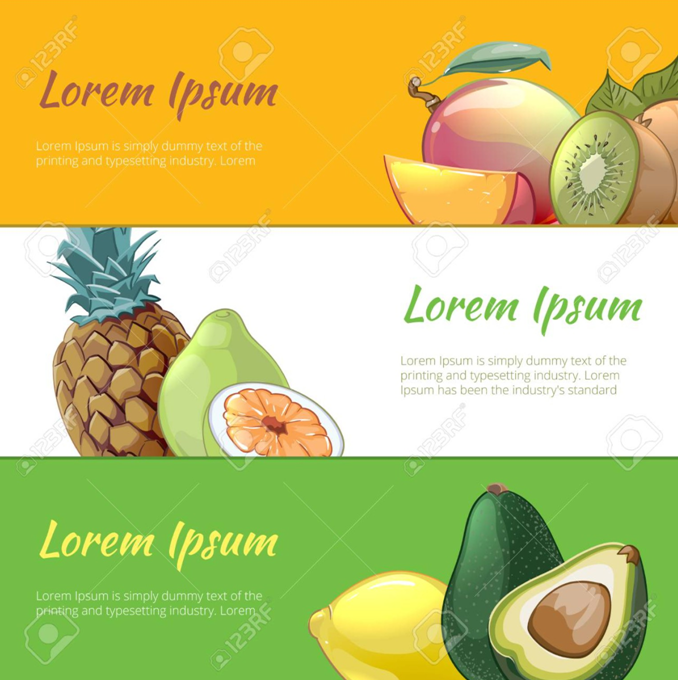 Lorem Ipsum
Lorem Ipsum is simply dummy text of the
printing and typesetting industry. Lorem
Lorem Ipsum
Lorem Ipsum is simply dummy text of the
printing and typesetting industry. Lorem
Ipsum has been the industry's standard
Lorem Ipsum
Lorem Ipsum is simply dummy text of the
printing and typesetting industry. Lorem
123RF